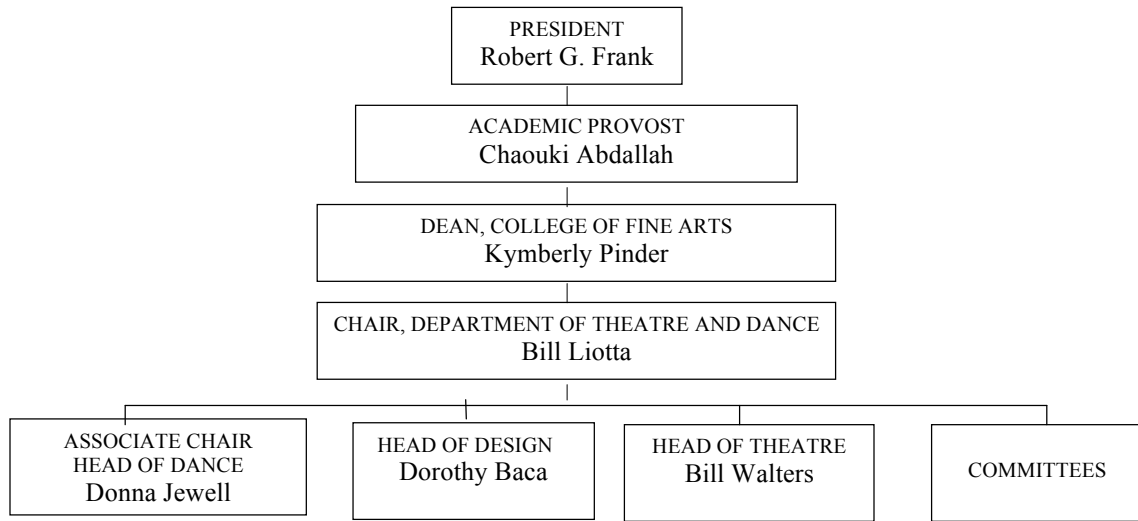 PRESIDENT
Robert G. Frank
ACADEMIC PROVOST
Chaouki Abdallah
DEAN, COLLEGE OF FINE ARTS
Kymberly Pinder
CHAIR, DEPARTMENT OF THEATRE AND DANCE
Bill Liotta
ASSOCIATE CHAIR
HEAD OF DANCE
Donna Jewell
HEAD OF DESIGN
Dorothy Baca
HEAD OF THEATRE
Bill Walters
COMMITTEES